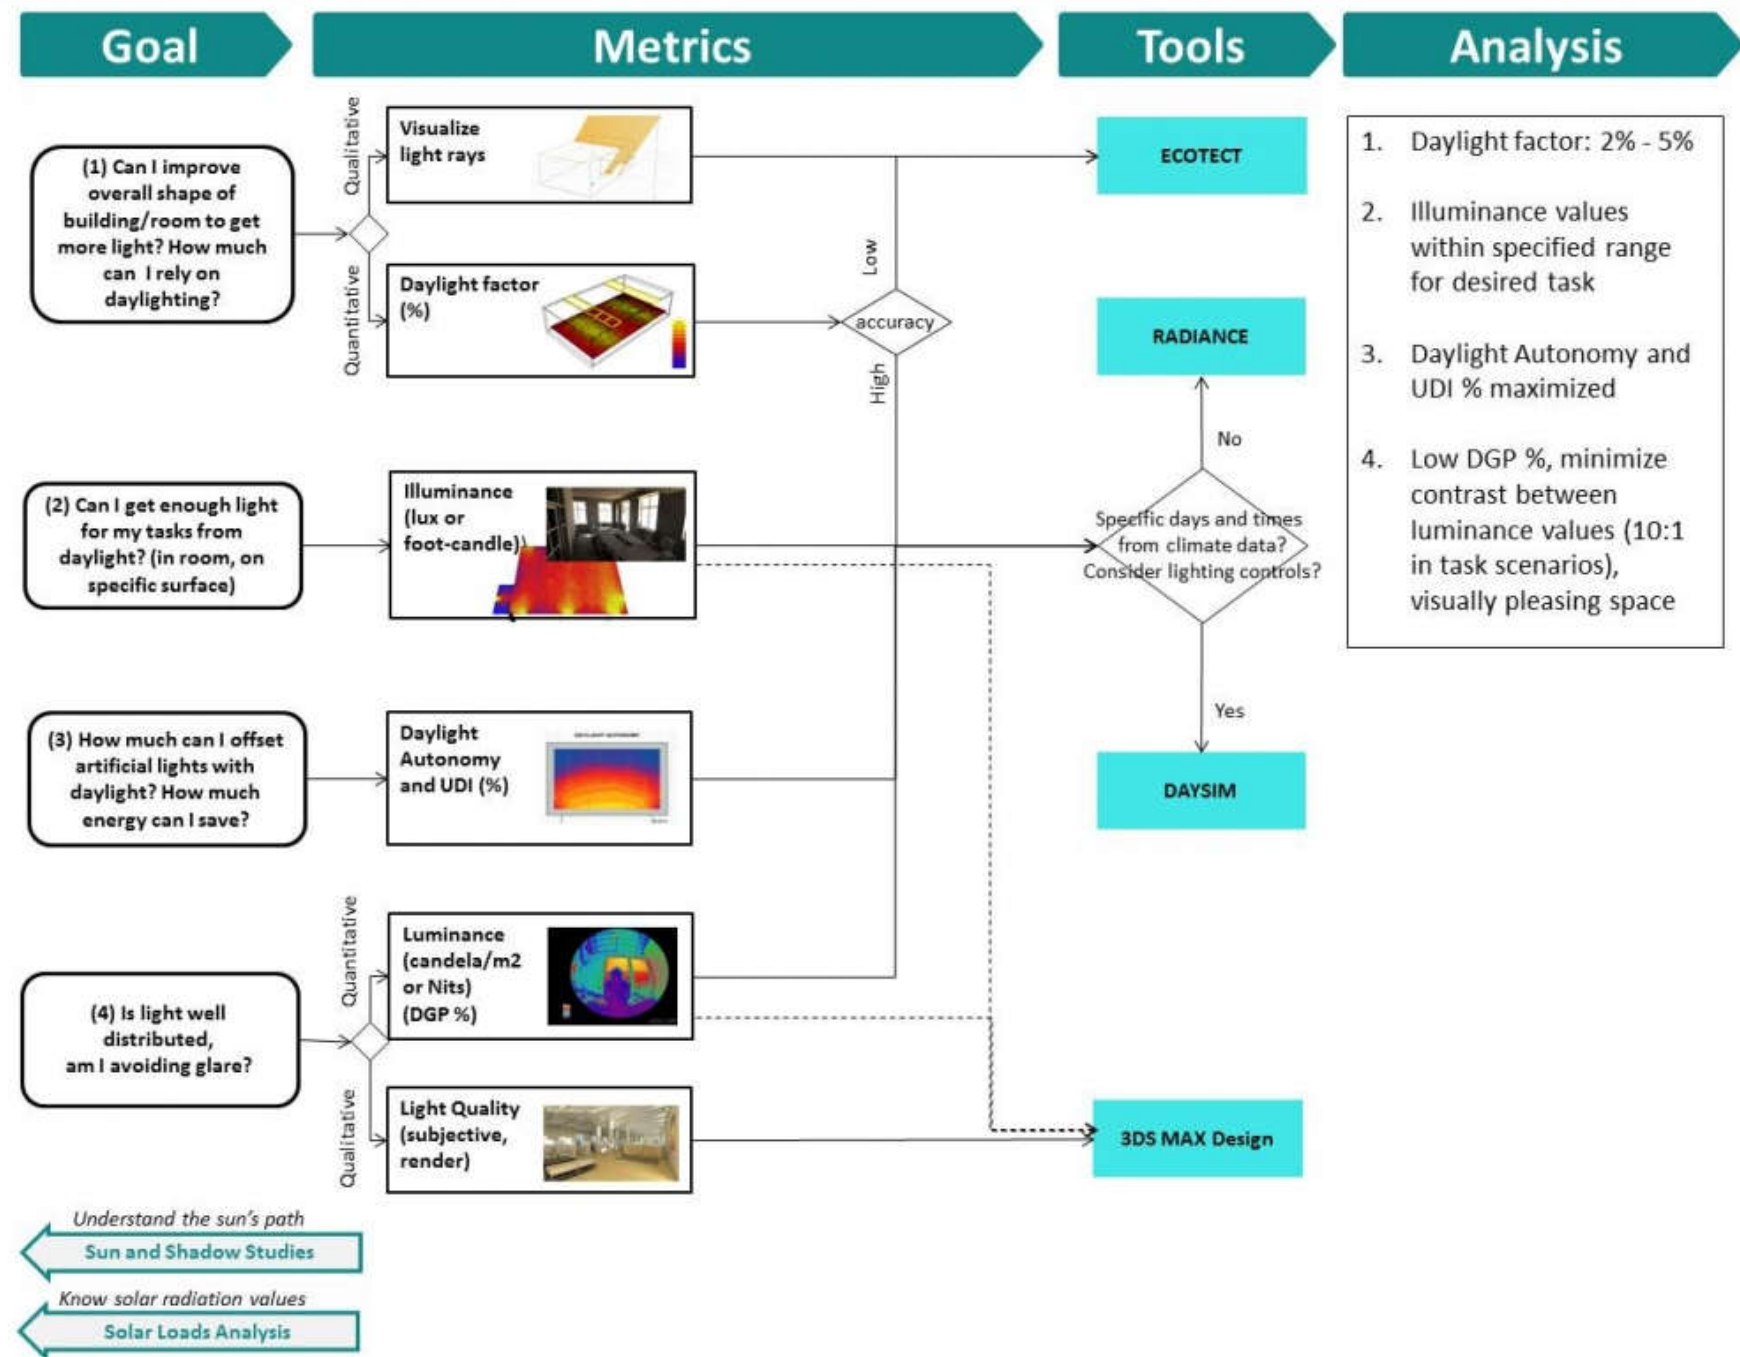 Goal
Metrics
Tools
Analysis
(1) Can I improve
overall shape of
building/room to get
more light? How much
can I rely on
daylighting?
Qualitative
Quantitative
Visualize
light rays
Daylight factor
(%)
Low
accuracy
High
ECOTECT
RADIANCE
No
Specific days and times
from climate data?
Consider lighting controls?
Yes
DAYSIM
(2) Can I get enough light
for my tasks from
daylight? (in room, on
specific surface)
Illuminance
(lux or
foot-candle)
(3) How much can I offset
artificial lights with
daylight? How much
energy can I save?
Daylight
Autonomy
and UDI (%)
DAYLIGHT AUTONOMY
(4) Is light well
distributed,
am I avoiding glare?
Quantitative
Qualitative
Luminance
(candela/m2
or Nits)
(DGP %)
Light Quality
(subjective,
render)
3DS MAX Design
1. Daylight factor: 2% - 5%
2. Illuminance values
within specified range
for desired task
3. Daylight Autonomy and
UDI % maximized
4. Low DGP %, minimize
contrast between
luminance values (10:1
in task scenarios),
visually pleasing space
Understand the sun's path
Sun and Shadow Studies
Know solar radiation values
Solar Loads Analysis